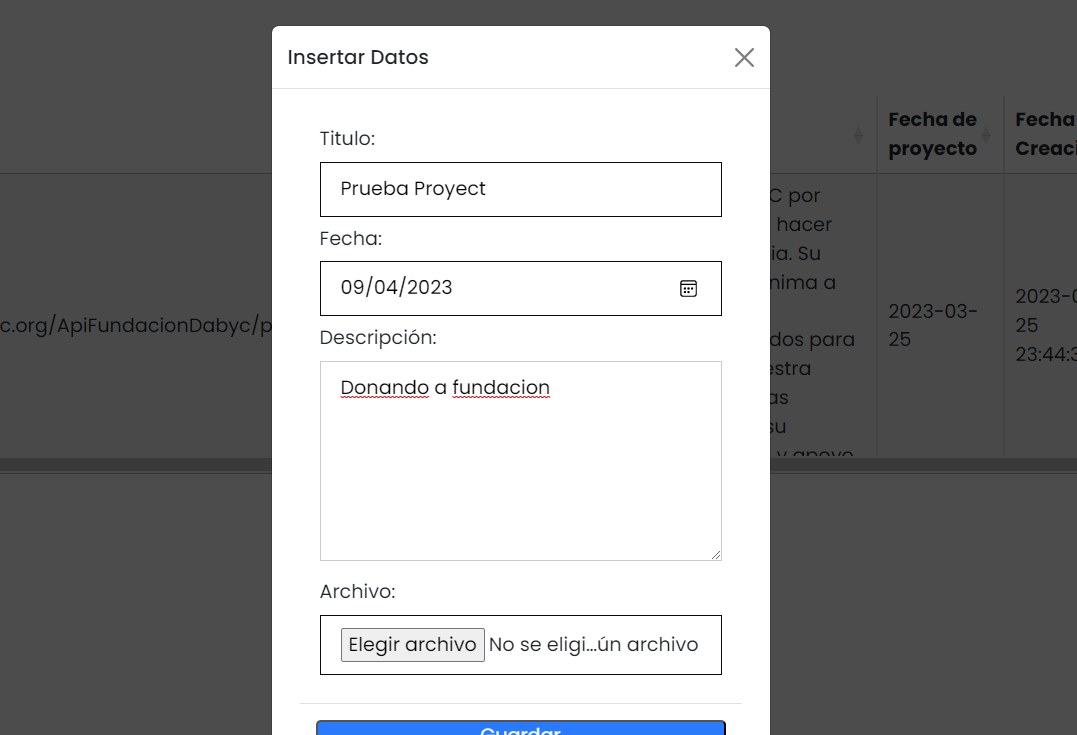 Insertar Datos
Titulo:
Prueba Proyect
Fecha:
09/04/2023
Descripción:
Donando a fundacion
Archivo:
Elegir archivo No se eligi...ún archivo
Guardar
Fecha de
proyecto
Fecha
Creaci
C por
hacer
ia. Su
nima a
dos para
estra
as
su
y apoyo
c.org/ApiFundacionDabyc/p
2023-03-
25
2023-0
25
23:44:3